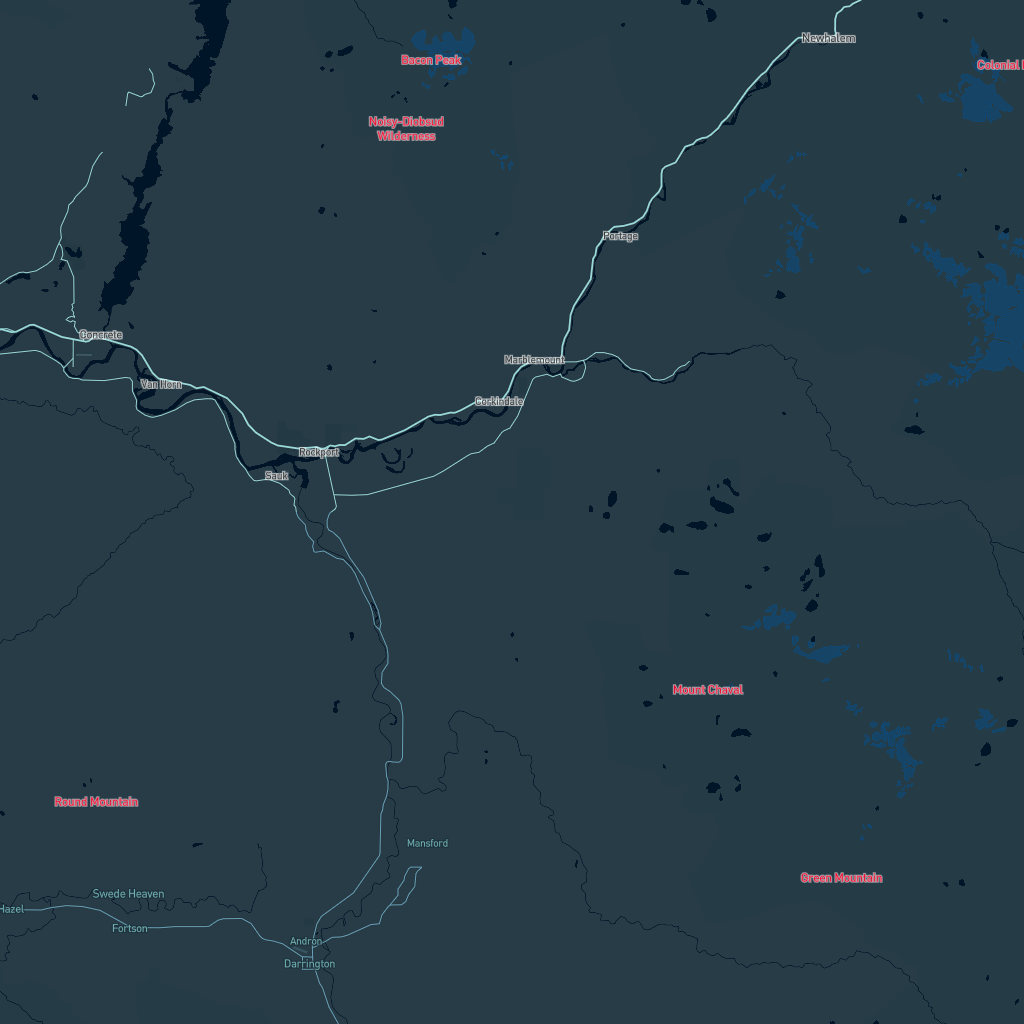 Newhalem
Bacon Peak
Colonial
Noisy-Diobsud
Wilderness
Portage
Concrete
Marblemount
Van Horn
Corkindale
Rockport
Sauk
Mount Chaval
Round Mountain
Mansford
Green Mountain
Swede Heaven
Hazel
Fortson
Andron
Darrington